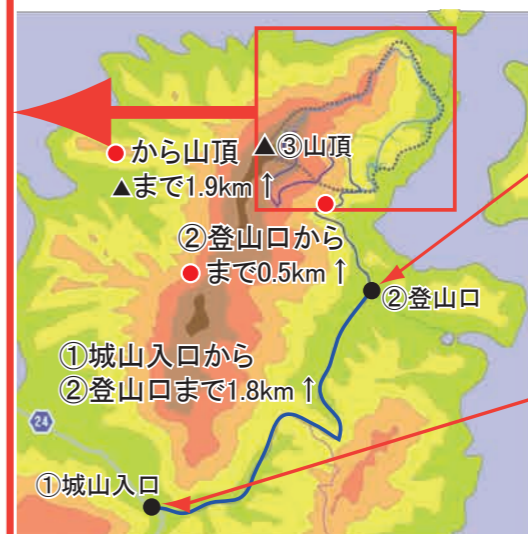 ●から山頂
▲まで1.9km↑
▲③山頂
②登山口から
●まで0.5km↑
②登山口
①城山入口から
②登山口まで1.8km↑
24
①城山入口